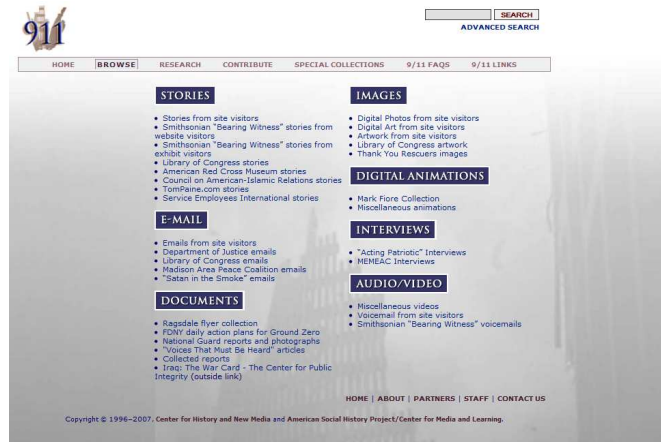 911
SEARCH
ADVANCED SEARCH
HOME BROWSE RESEARCH CONTRIBUTE SPECIAL COLLECTIONS 9/11 FAQS 9/11 LINKS
STORIES
• Stories from site visitors
• Smithsonian "Bearing Witness" stories from
website visitors
• Smithsonian "Bearing Witness" stories from
exhibit visitors
• Library of Congress stories
• American Red Cross Museum stories
• Council on American-Islamic Relations stories
• TomPaine.com stories
• Service Employees International stories
E-MAIL
• Emails from site visitors
• Department of Justice emails
• Library of Congress emails
• Madison Area Peace Coalition emails
• "Satan in the Smoke" emails
DOCUMENTS
• Ragsdale flyer collection
• FDNY daily action plans for Ground Zero
• National Guard reports and photographs
• "Voices That Must Be Heard" articles
• Collected reports
• Iraq: The War Card - The Center for Public
Integrity (outside link)
IMAGES
• Digital Photos from site visitors
• Digital Art from site visitors
• Artwork from site visitors
• Library of Congress artwork
• Thank You Rescuers images
DIGITAL ANIMATIONS
• Mark Fiore Collection
• Miscellaneous animations
INTERVIEWS
• "Acting Patriotic" Interviews
• MEMEAC Interviews
AUDIO/VIDEO
• Miscellaneous videos
• Voicemail from site visitors
• Smithsonian "Bearing Witness" voicemails
HOME | ABOUT | PARTNERS | STAFF | CONTACT US
Copyright © 1996–2007, Center for History and New Media and American Social History Project/Center for Media and Learning.